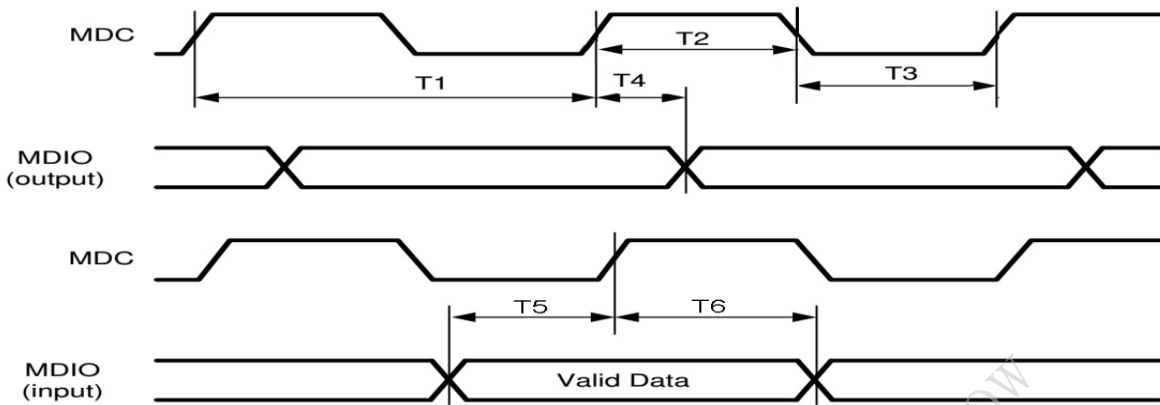 MDC
T1
T2
T3
T4
MDIO
(output)
MDC
T5
T6
MDIO
(input)
Valid Data